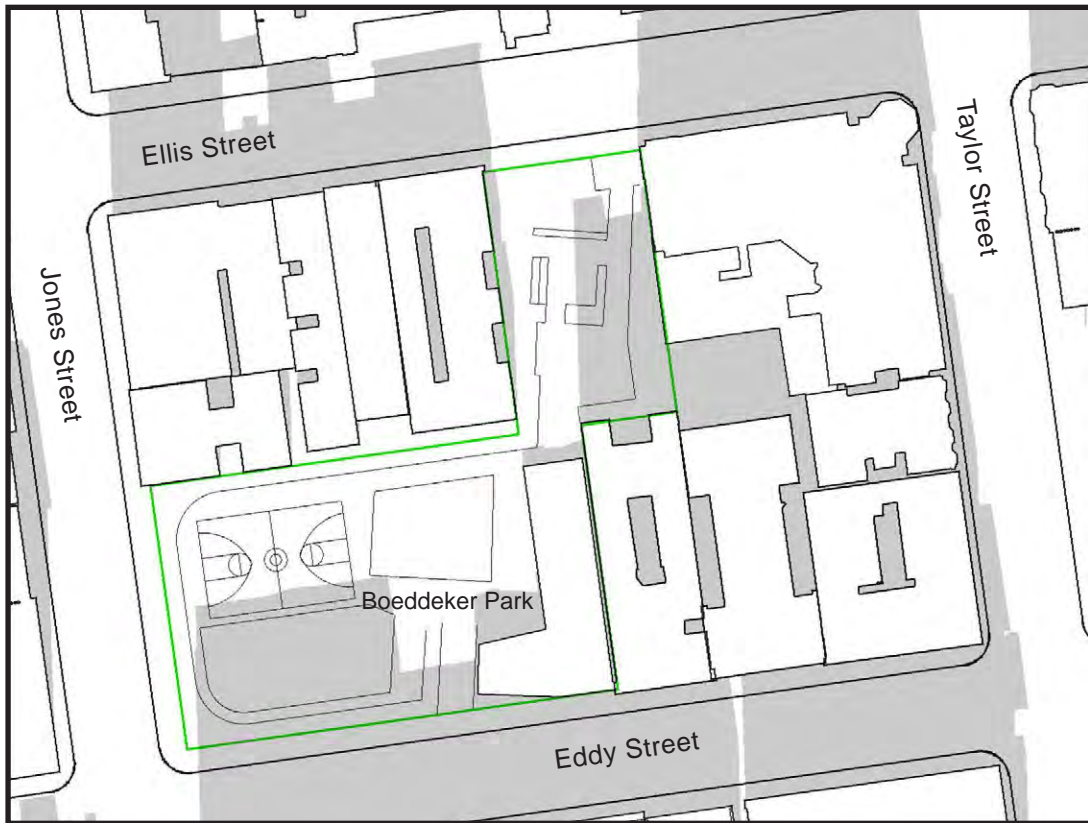 Ellis Street
Taylor Street
Jones Street
Boeddeker Park
Eddy Street